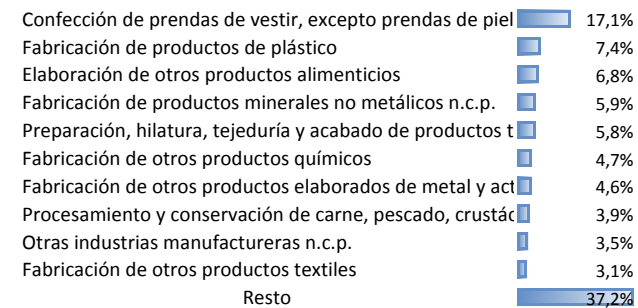 Confección de prendas de vestir, excepto prendas de piel 17,1%
Fabricación de productos de plástico 7,4%
Elaboración de otros productos alimenticios 6,8%
Fabricación de productos minerales no metálicos n.c.p. 5,9%
Preparación, hilatura, tejeduría y acabado de productos t 5,8%
Fabricación de otros productos químicos 4,7%
Fabricación de otros productos elaborados de metal y act 4,6%
Procesamiento y conservación de carne, pescado, crustác 3,9%
Otras industrias manufactureras n.c.p. 3,5%
Fabricación de otros productos textiles 3,1%
Resto 37,2%